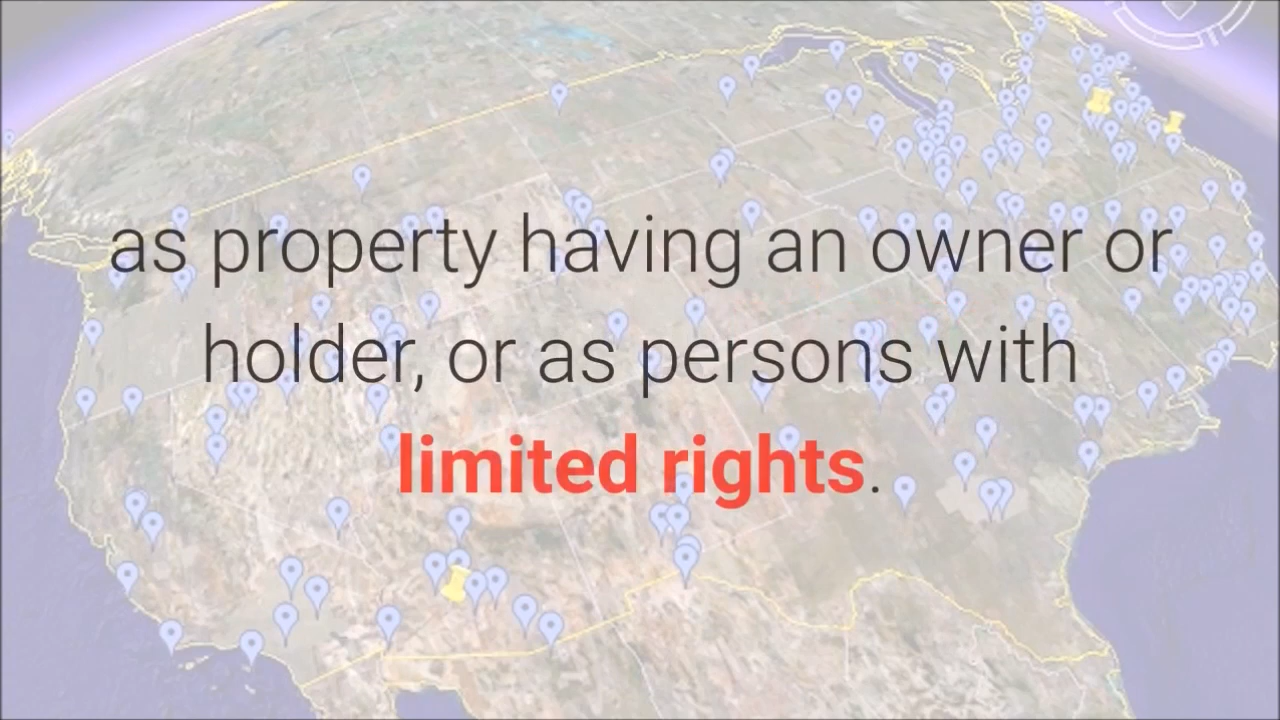 as property having an owner or
holder, or as persons with
limited rights.